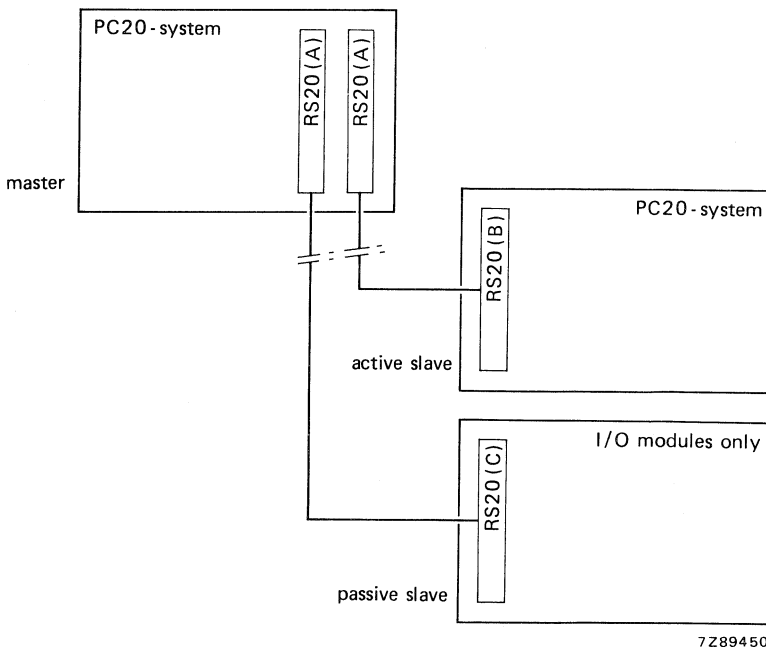 PC20-system
RS20(A)
RS20(A)
master
PC20-system
RS20(B)
active slave
I/O modules only
RS20(C)
passive slave
7Z89450